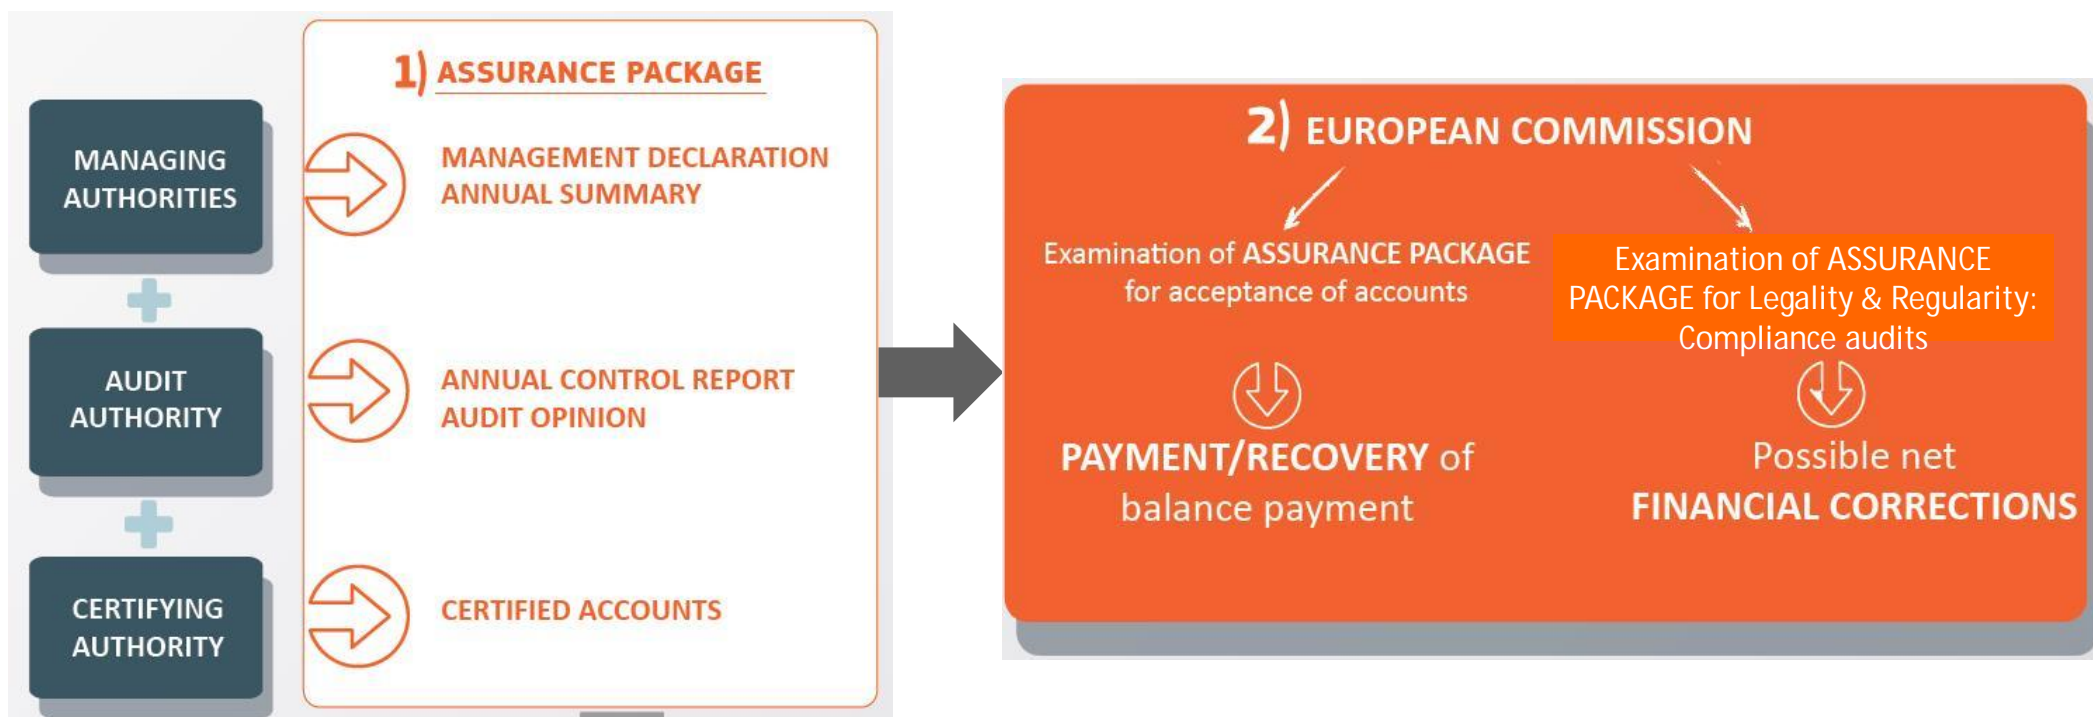 1) ASSURANCE PACKAGE
MANAGING
AUTHORITIES
MANAGEMENT DECLARATION
ANNUAL SUMMARY
AUDIT
AUTHORITY
ANNUAL CONTROL REPORT
AUDIT OPINION
CERTIFYING
AUTHORITY
CERTIFIED ACCOUNTS
2) EUROPEAN COMMISSION
Examination of ASSURANCE PACKAGE
for acceptance of accounts
PAYMENT/RECOVERY of
balance payment
Examination of ASSURANCE
PACKAGE for Legality & Regularity:
Compliance audits
Possible net
FINANCIAL CORRECTIONS